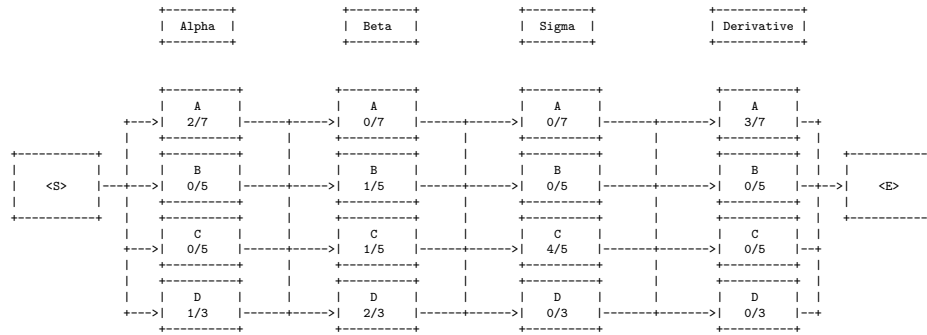 Alpha Beta Sigma Derivative
A A A A
2/7 0/7 0/7 3/7
B B B B
<S> 0/5 1/5 0/5 0/5 <E>
C C C C
0/5 1/5 4/5 0/5
D D D D
1/3 2/3 0/3 0/3